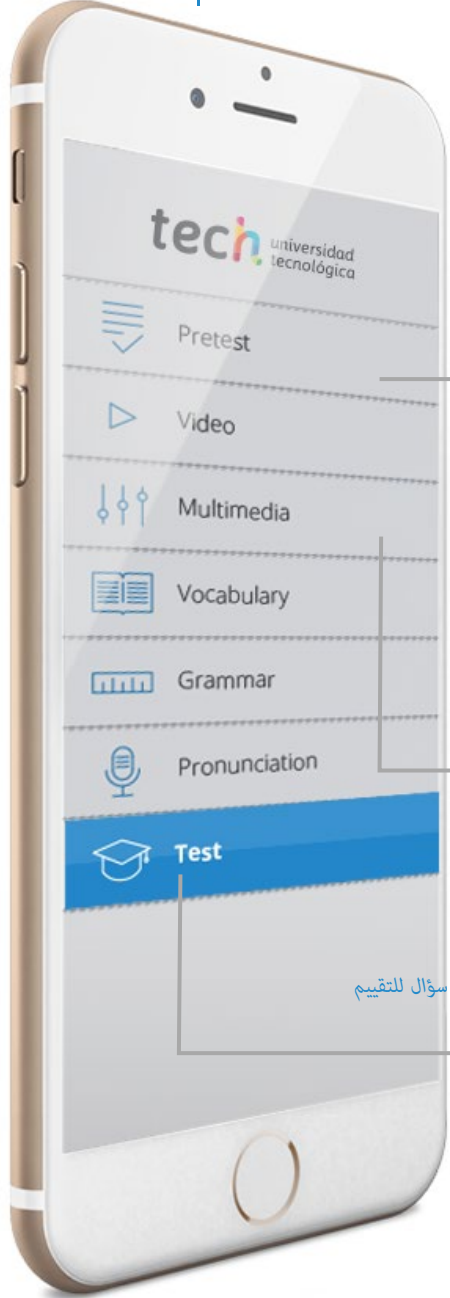 tech universidad
tecnológica
Pretest
Video
Multimedia
Vocabulary
Grammar
Pronunciation
Test
سؤال للتقييم